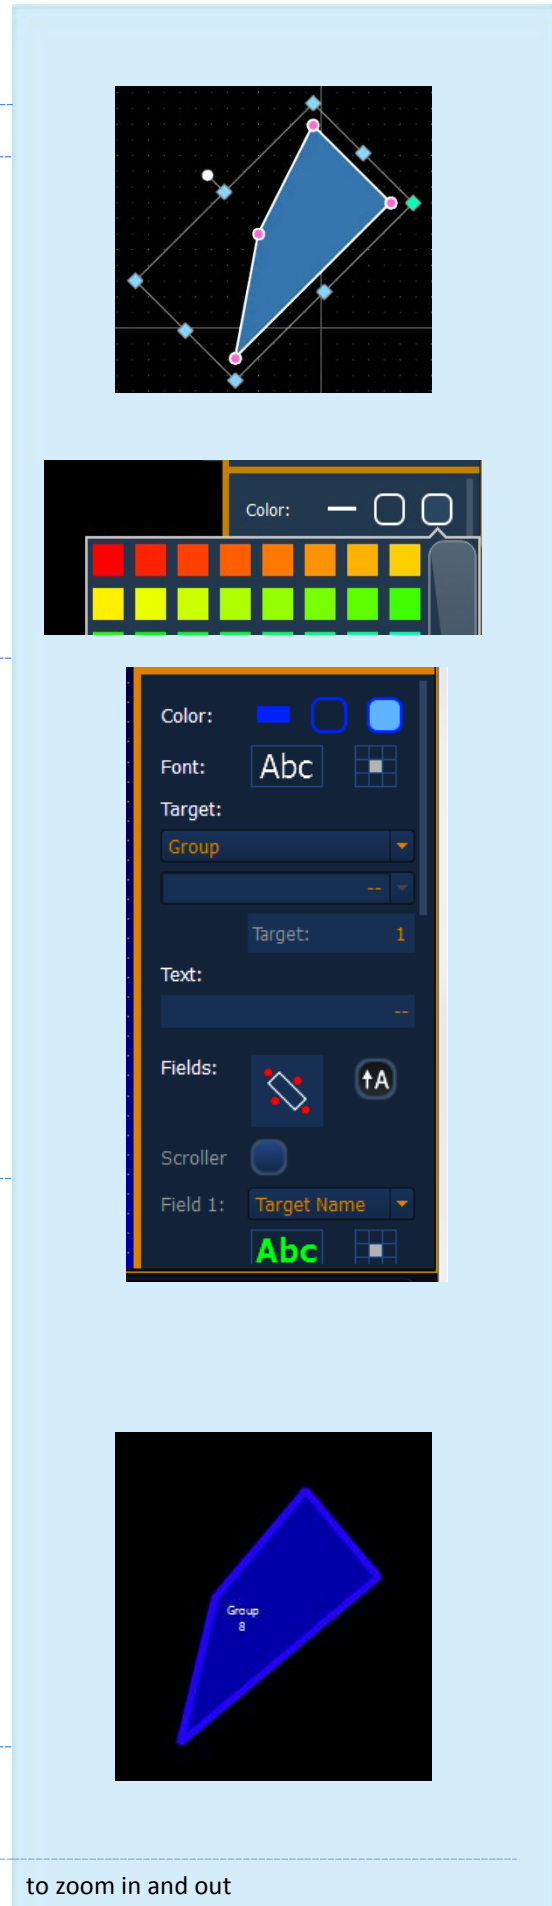 Color:
Color:
Font: Abc
Target:
Group
--
Target: 1
Text:
--
Fields: A
Scroller
Field 1: Target Name
Abc
Group
8
to zoom in and out